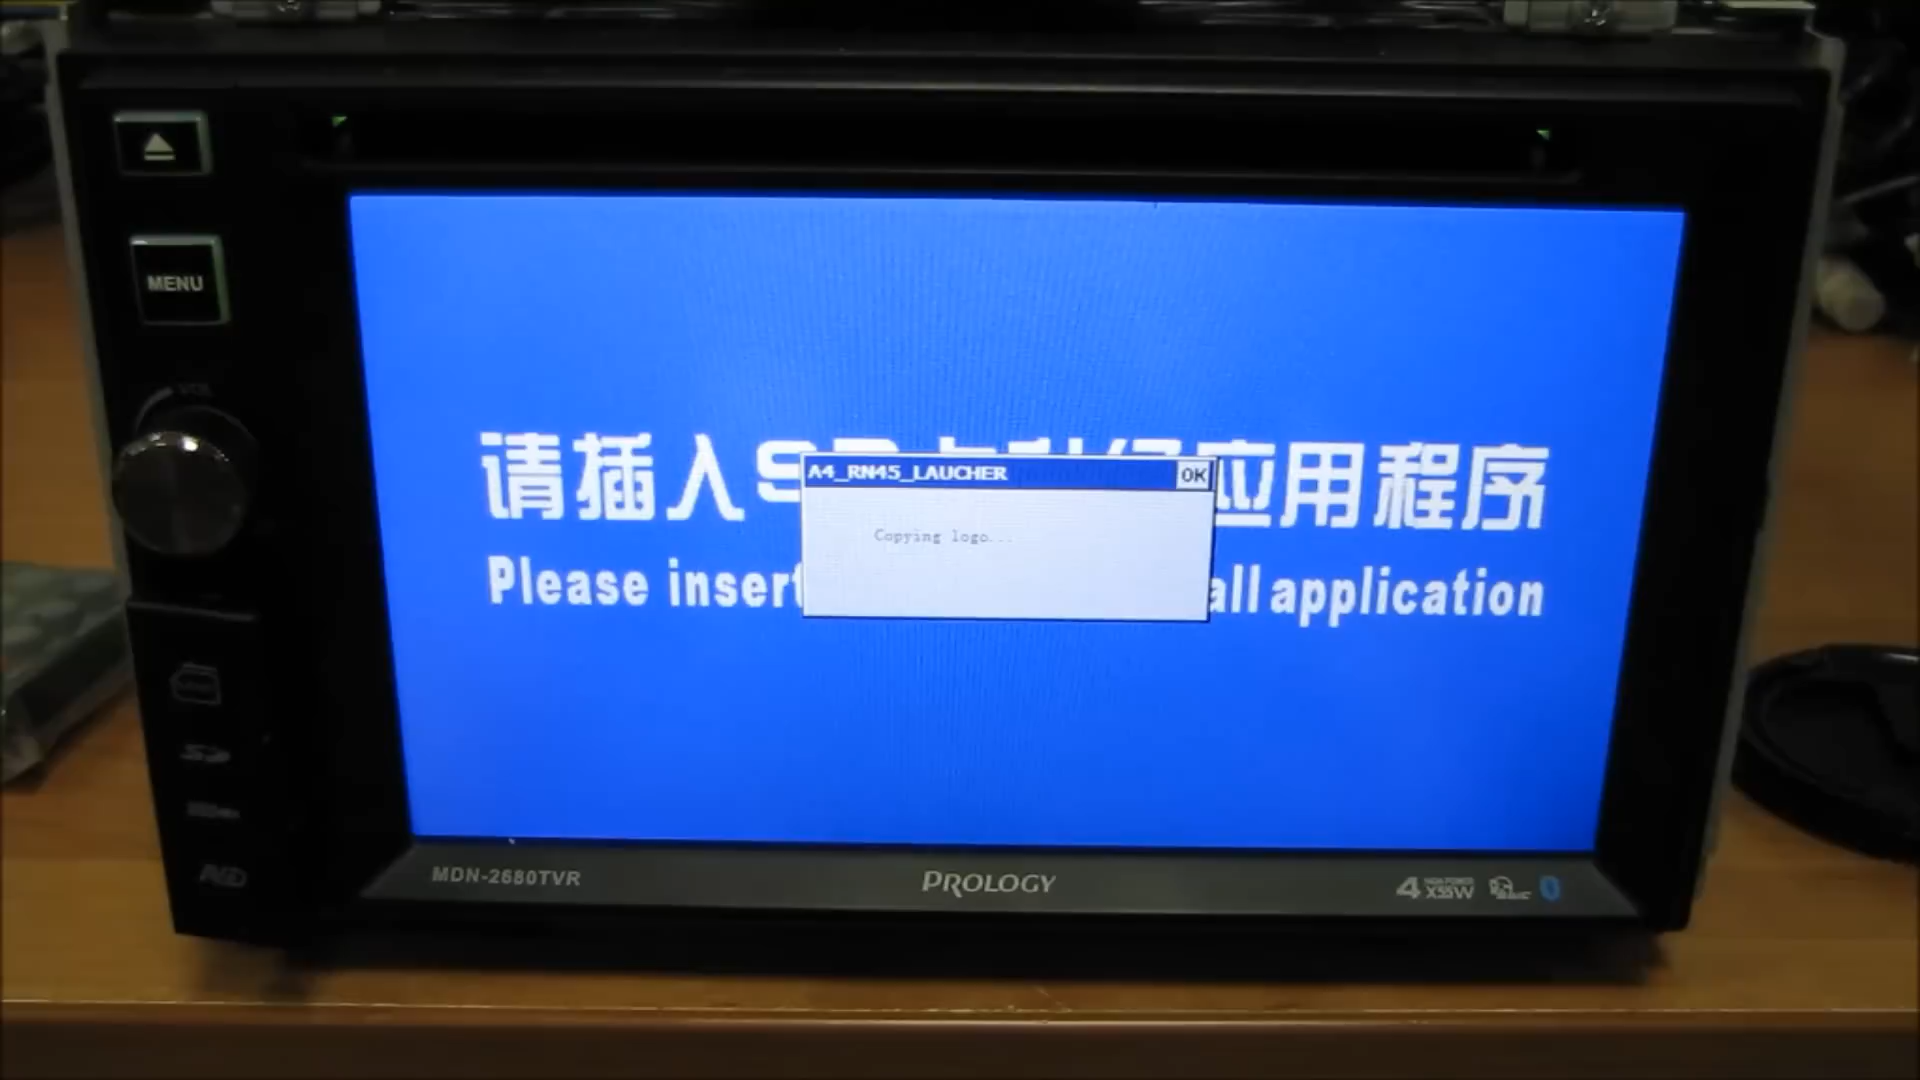 MENU
VOL
请插入S 应用程序
A4_RN45_LAUCHER OK
Copying logo...
Please insert all application
MDN-2680TVR PROLOGY 4 X55W